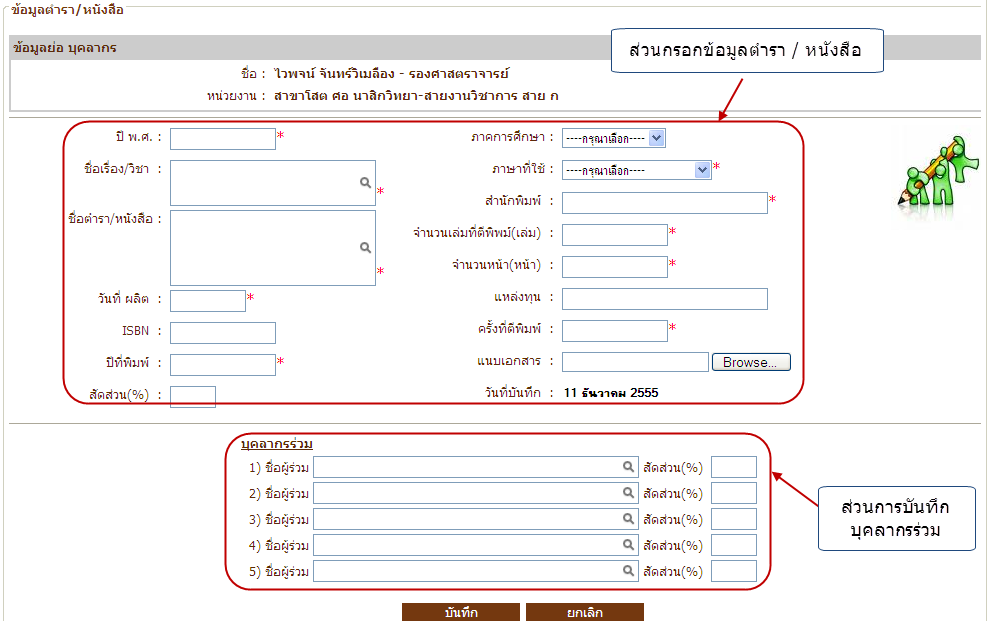 ข้อมูลตำรา/หนังสือ
ข้อมูลย่อ บุคลากร
ส่วนกรอกข้อมูลตำรา / หนังสือ
ชื่อ : ไวพจน์ จันทร์วิเมลือง - รองศาสตราจารย์
หน่วยงาน : สาขาโสต ศอ นาสิกวิทยา-สายงานวิชาการ สาย ก
ปี พ.ศ. : * ภาคการศึกษา : ----กรุณาเลือก----
ชื่อเรื่อง/วิชา : * ภาษาที่ใช้ : ----กรุณาเลือก---- *
สำนักพิมพ์ : *
ชื่อตำรา/หนังสือ : * จำนวนเล่มที่ตีพิพม์(เล่ม) : *
จำนวนหน้า(หน้า) : *
วันที่ ผลิต : * แหล่งทุน :
ISBN : ครั้งที่ตีพิมพ์ : *
ปีที่พิมพ์ : * แนบเอกสาร : Browse...
สัดส่วน(%) : วันที่บันทึก : 11 ธันวาคม 2555
บุคลากรร่วม
1) ชื่อผู้ร่วม สัดส่วน(%)
2) ชื่อผู้ร่วม สัดส่วน(%)
3) ชื่อผู้ร่วม สัดส่วน(%)
4) ชื่อผู้ร่วม สัดส่วน(%)
5) ชื่อผู้ร่วม สัดส่วน(%)
ส่วนการบันทึก
บุคลากรร่วม
บันทึก ยกเลิก